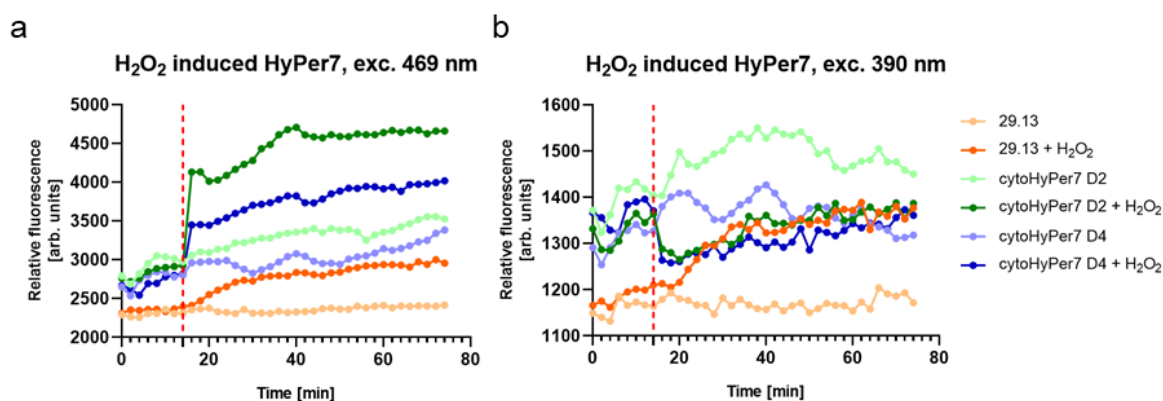 a
H₂O₂ induced HyPer7, exc. 469 nm
Relative fluorescence
[arb. units]
5000
4500
4000
3500
3000
2500
2000
0
20
40
60
80
Time [min]
b
H₂O₂ induced HyPer7, exc. 390 nm
Relative fluorescence
[arb. units]
1600
1500
1400
1300
1200
1100
0
20
40
60
80
Time [min]
29.13
29.13 + H₂O₂
cytoHyPer7 D2
cytoHyPer7 D2 + H₂O₂
cytoHyPer7 D4
cytoHyPer7 D4 + H₂O₂